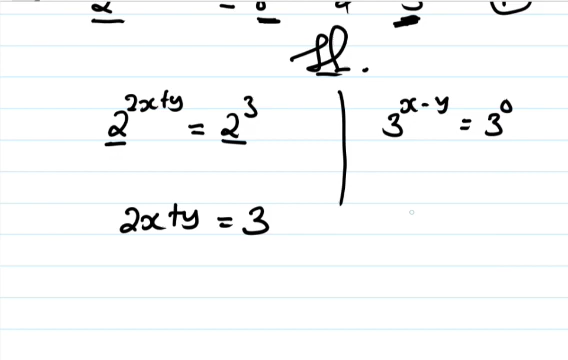 2^{2x+y} = 2^3 | 3^{x-y} = 3^0
2x+y = 3